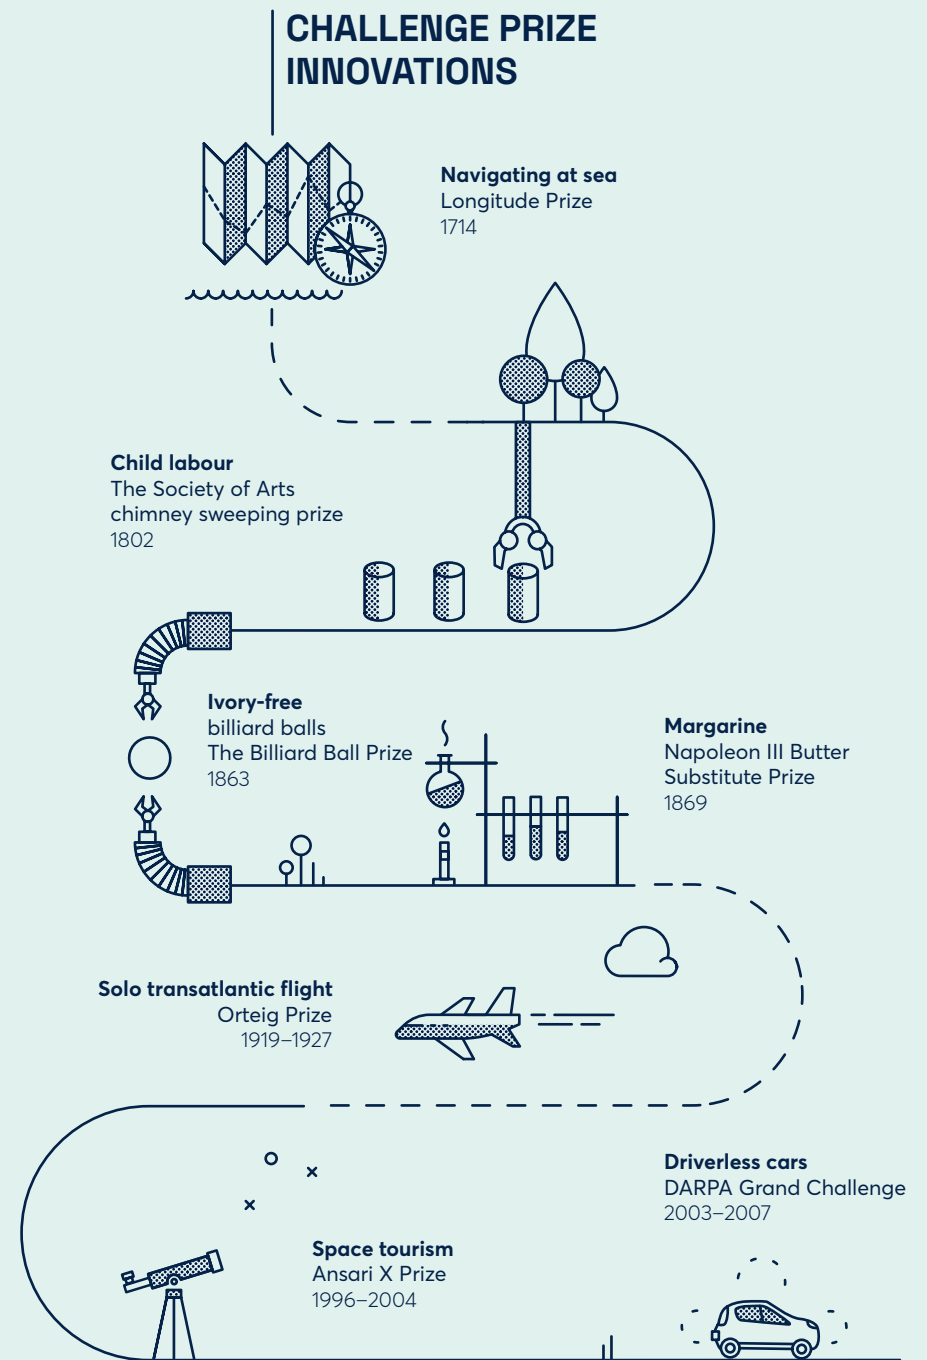 CHALLENGE PRIZE
INNOVATIONS
Navigating at sea
Longitude Prize
1714
Child labour
The Society of Arts
chimney sweeping prize
1802
Ivory-free
billiard balls
The Billiard Ball Prize
1863
Margarine
Napoleon III Butter
Substitute Prize
1869
Solo transatlantic flight
Orteig Prize
1919–1927
Driverless cars
DARPA Grand Challenge
2003–2007
Space tourism
Ansari X Prize
1996–2004